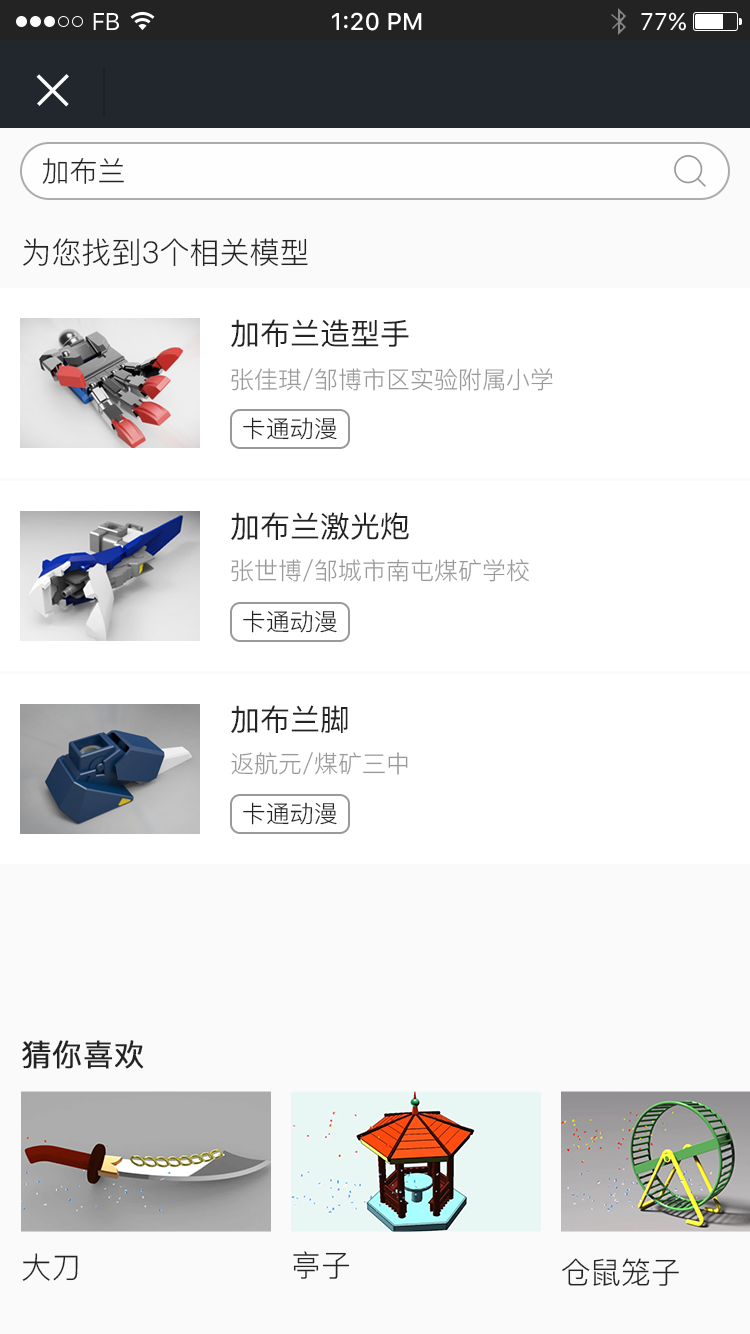 FB 1:20 PM 77%
加布兰
为您找到3个相关模型
加布兰造型手
张佳琪/邹博市区实验附属小学
卡通动漫
加布兰激光炮
张世博/邹城市南屯煤矿学校
卡通动漫
加布兰脚
返航元/煤矿三中
卡通动漫
猜你喜欢
大刀
亭子
仓鼠笼子